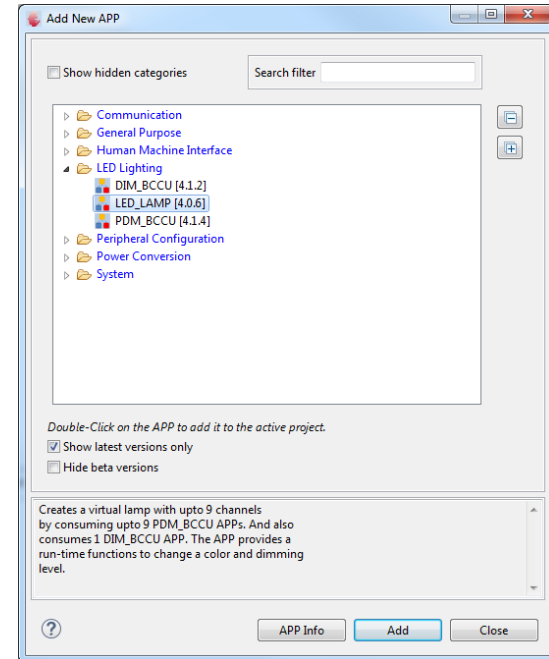 Add New APP
Show hidden categories
Search filter
Communication
General Purpose
Human Machine Interface
LED Lighting
DIM_BCCU [4.1.2]
LED_LAMP [4.0.6]
PDM_BCCU [4.1.4]
Peripheral Configuration
Power Conversion
System
Double-Click on the APP to add it to the active project.
Show latest versions only
Hide beta versions
Creates a virtual lamp with upto 9 channels
by consuming upto 9 PDM_BCCU APPs. And also
consumes 1 DIM_BCCU APP. The APP provides a
run-time functions to change a color and dimming
level.
APP Info Add Close